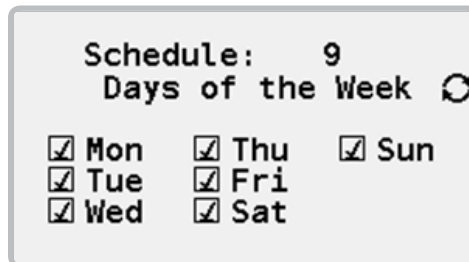 Schedule: 9
Days of the Week
Mon Thu Sun
Tue Fri
Wed Sat